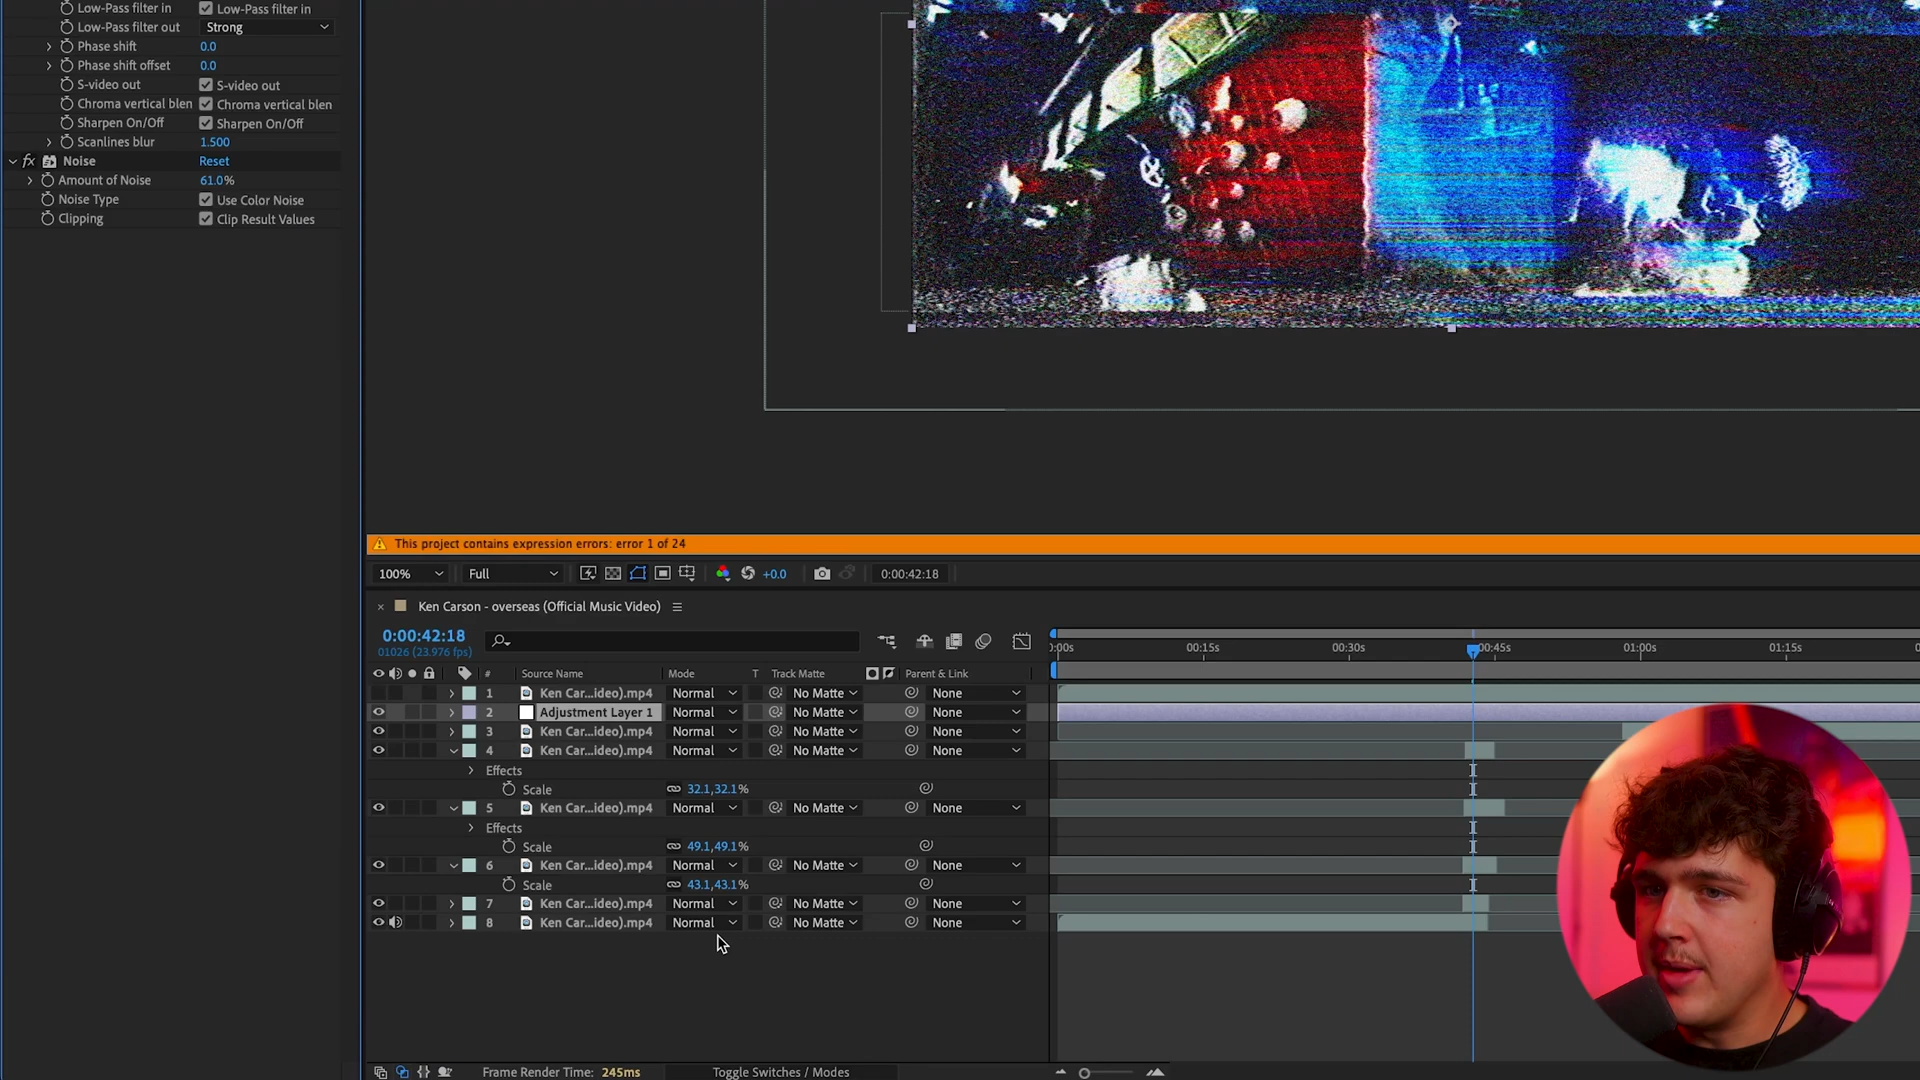 Low-Pass filter in Low-Pass filter in
Low-Pass filter out Strong
Phase shift 0.0
Phase shift offset 0.0
S-video out S-video out
Chroma vertical blen Chroma vertical blen
Sharpen On/Off Sharpen On/Off
Scanlines blur 1.500
fx Noise Reset
Amount of Noise 61.0%
Noise Type Use Color Noise
Clipping Clip Result Values
This project contains expression errors: error 1 of 24
100% Full +0.0 0:00:42:18
× Ken Carson - overseas (Official Music Video)
0:00:42:18
01026 (23.976 fps)
:00s 00:15s 00:30s 00:45s 01:00s 01:15s
# Source Name Mode T Track Matte Parent & Link
1 Ken Car...ideo).mp4 Normal No Matte None
2 Adjustment Layer 1 Normal No Matte None
3 Ken Car...ideo).mp4 Normal No Matte None
4 Ken Car...ideo).mp4 Normal No Matte None
Effects
Scale 32.1,32.1%
5 Ken Car...ideo).mp4 Normal No Matte None
Effects
Scale 49.1,49.1%
6 Ken Car...ideo).mp4 Normal No Matte None
Scale 43.1,43.1%
7 Ken Car...ideo).mp4 Normal No Matte None
8 Ken Car...ideo).mp4 Normal No Matte None
Frame Render Time: 245ms Toggle Switches / Modes